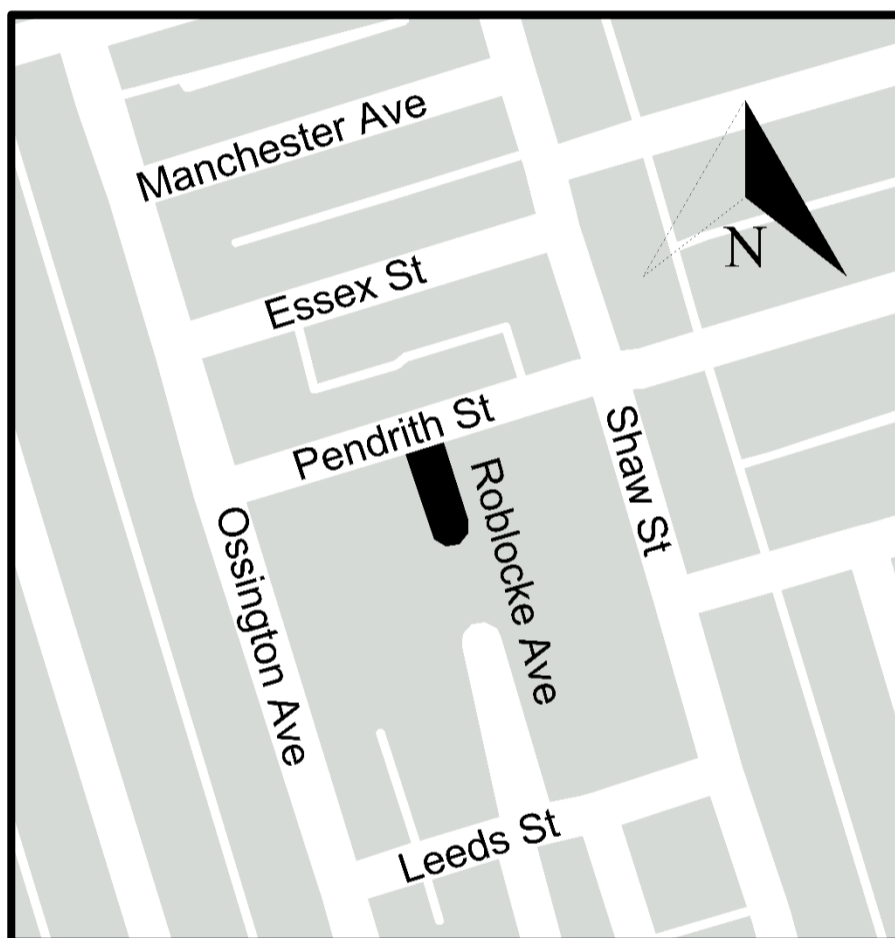 Manchester Ave
N
Essex St
Pendrith St
Shaw St
Roblocke Ave
Ossington Ave
Leeds St